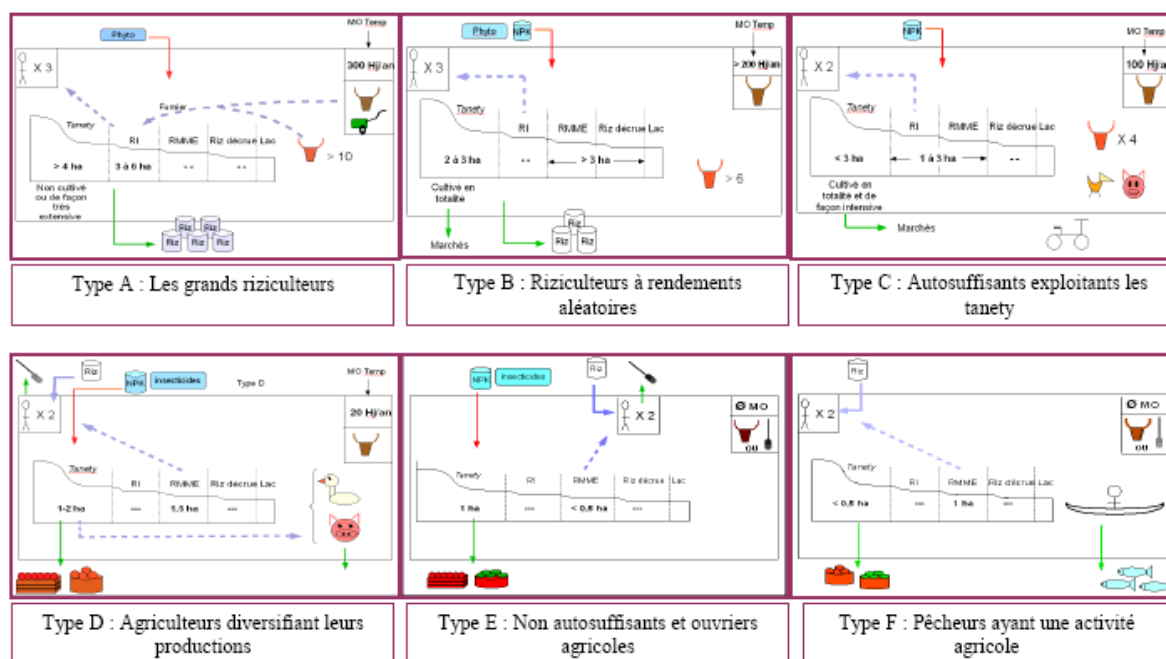 MO Temp
Phyto
X 3
300 Hj/an
Fumier
Tanety
RI
RMME
Riz décrue
Lac
> 10
> 4 ha
3 à 6 ha
--
--
Non cultivé
ou de façon
très
extensive
Riz
Riz
Riz
Riz
Riz
Type A : Les grands riziculteurs
MO Temp
Phyto
NPK
X 3
> 200 Hj/an
Tanety
RI
RMME
Riz décrue
Lac
2 à 3 ha
--
> 3 ha
> 6
Cultivé en
totalité
Marchés
Riz
Riz
Riz
Type B : Riziculteurs à rendements
aléatoires
MO Temp
NPK
X 2
100 Hj/an
Tanety
RI
RMME
Riz décrue
Lac
X 4
< 3 ha
1 à 3 ha
--
Cultivé en
totalité et de
façon intensive
Marchés
Type C : Autosuffisants exploitants les
tanety
Riz
NPK
insecticides
Type D
MO Temp
X 2
20 Hj/an
Tanety
RI
RMME
Riz décrue
Lac
1-2 ha
---
1,5 ha
---
Type D : Agriculteurs diversifiant leurs
productions
NPK
insecticides
Riz
X 2
Ø MO
ou
Tanety
RI
RMME
Riz décrue
Lac
1 ha
---
< 0,5 ha
---
Type E : Non autosuffisants et ouvriers
agricoles
Riz
X 2
Ø MO
ou
Tanety
RI
RMME
Riz décrue
Lac
< 0,5 ha
---
1 ha
---
Type F : Pêcheurs ayant une activité
agricole